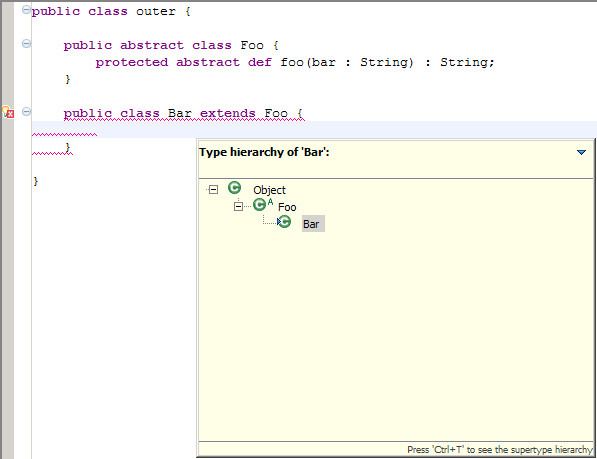 public class outer {
public abstract class Foo {
protected abstract def foo(bar : String) : String;
}
public class Bar extends Foo {
}
}
Type hierarchy of 'Bar':
Object
Foo
Bar
Press 'Ctrl+T' to see the supertype hierarchy